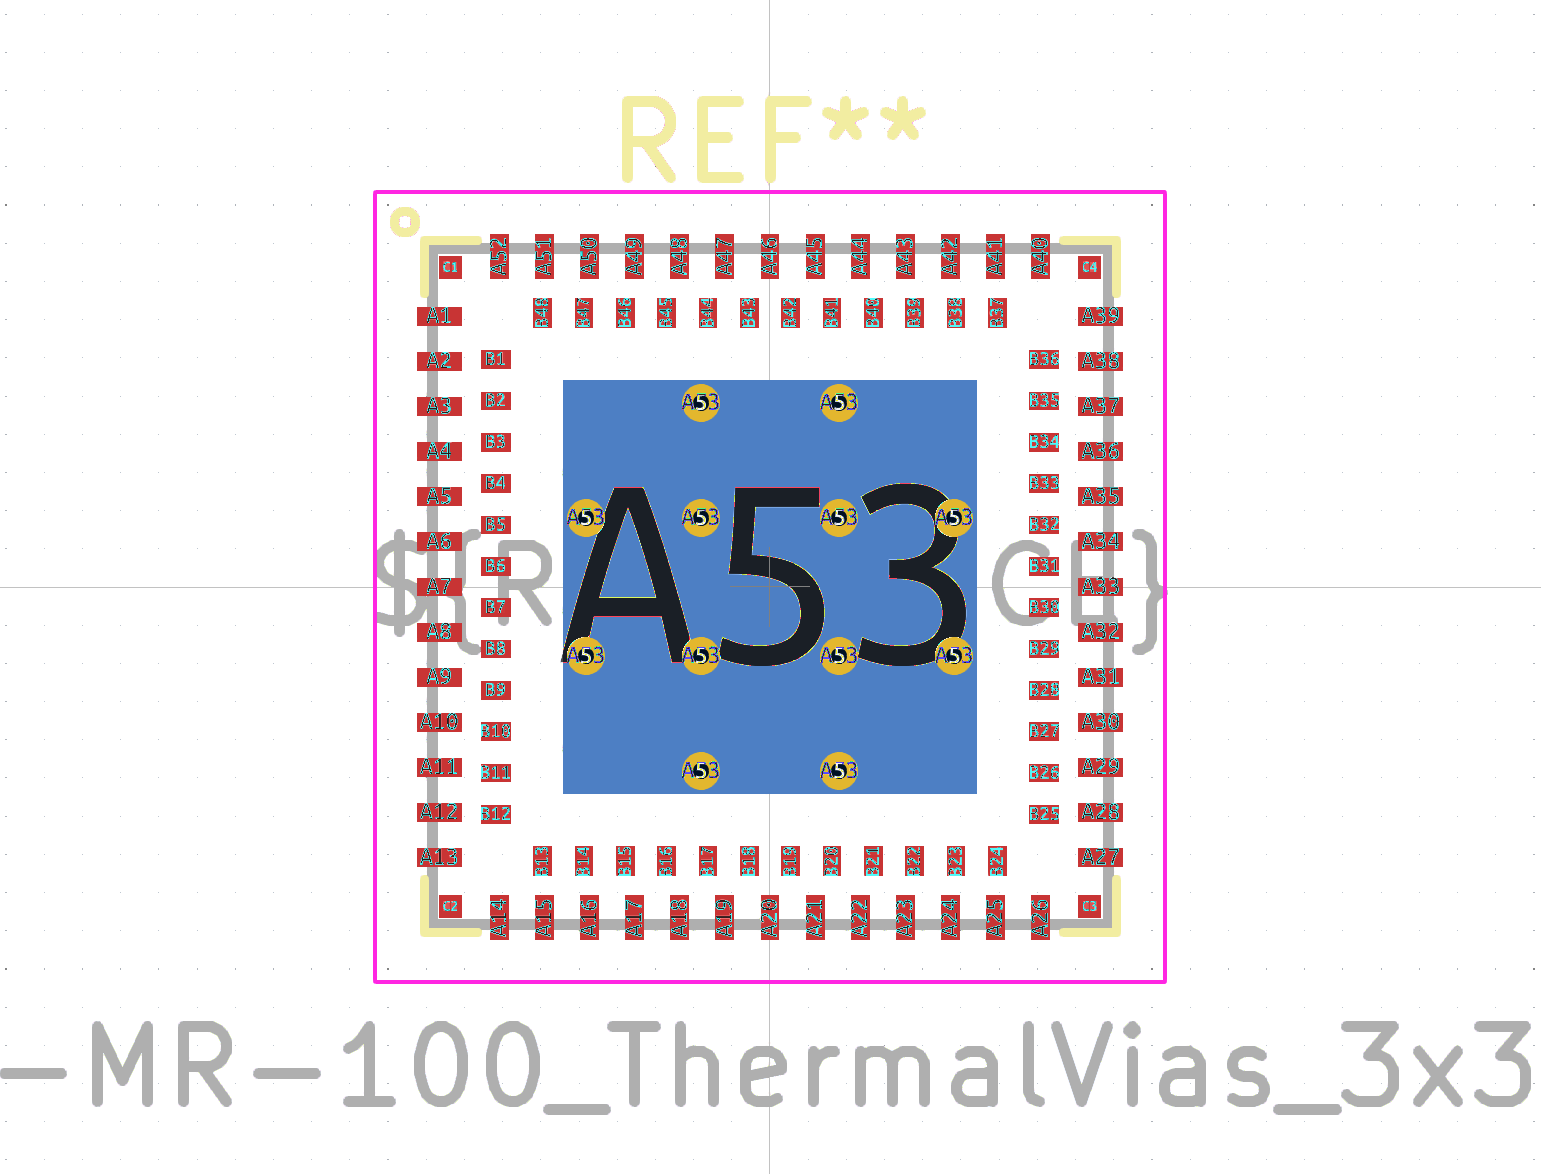 REF**
C1 A52 A51 A50 A49 A48 A47 A46 A45 A44 A43 A42 A41 A40 C4
A1 B48 B47 B46 B45 B44 B43 B42 B41 B40 B39 B38 B37 A39
A2 B1 B36 A38
A53 A53
A3 B2 B35 A37
A4 B3 B34 A36
A5 B4 B33 A35
A53 A53 A53 A53
A6 B5 B32 A34
A53
A7 B6 B31 A33
A8 B7 B30 A32
A53 A53 A53 A53
A9 B8 B29 A31
A10 B9 B28 A30
A11 B10 B27 A29
A53 A53
A12 B11 B26 A28
A13 B12 B25 A27
B13 B14 B15 B16 B17 B18 B19 B20 B21 B22 B23 B24
C2 A14 A15 A16 A17 A18 A19 A20 A21 A22 A23 A24 A25 A26 C3
-MR-100_ThermalVias_3x3